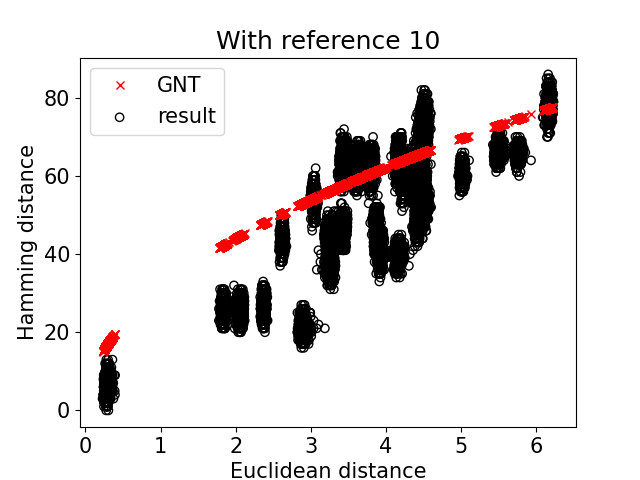 With reference 10
GNT
result
Hamming distance
80
60
40
20
0
0 1 2 3 4 5 6
Euclidean distance